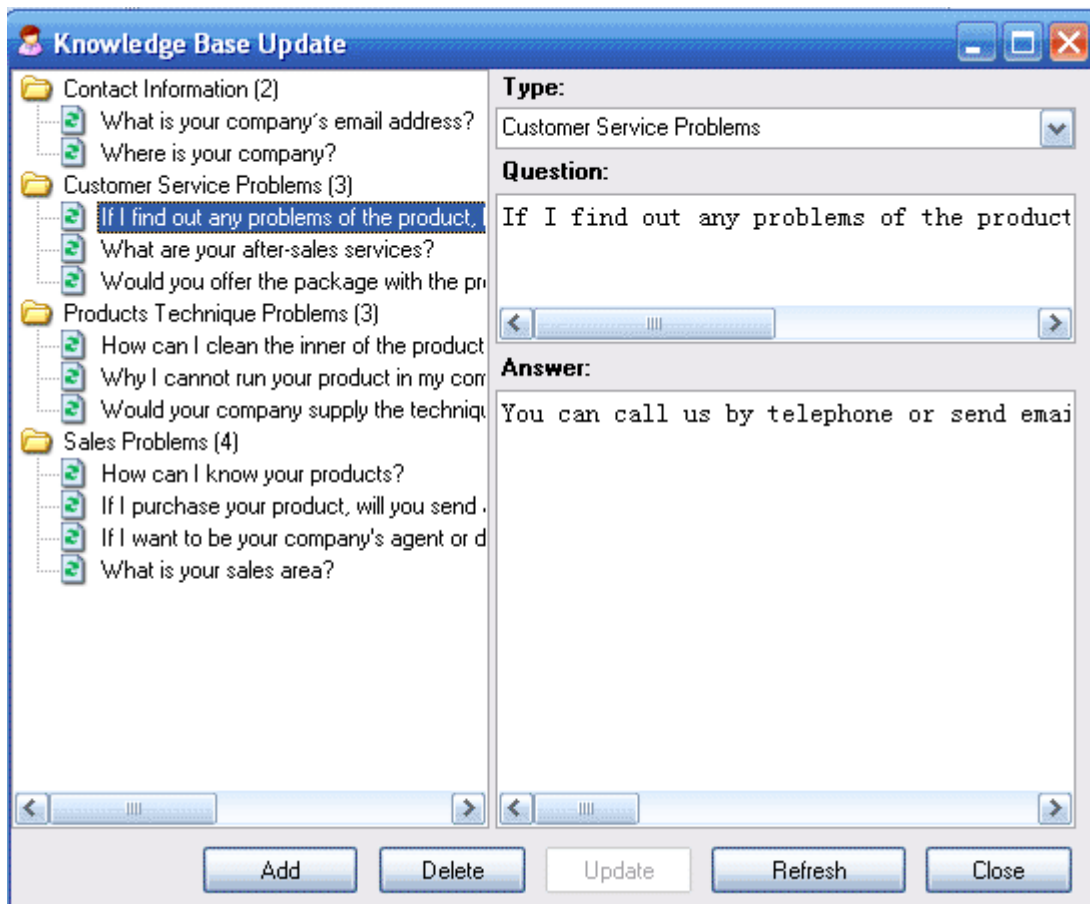 Knowledge Base Update
Contact Information (2)
What is your company's email address?
Where is your company?
Customer Service Problems (3)
If I find out any problems of the product,
What are your after-sales services?
Would you offer the package with the
Products Technique Problems (3)
How can I clean the inner of the product
Why I cannot run your product in my
Would your company supply the
Sales Problems (4)
How can I know your products?
If I purchase your product, will you send
If I want to be your company's agent or
What is your sales area?
Type:
Customer Service Problems
Question:
If I find out any problems of the product
Answer:
You can call us by telephone or send emai
Add
Delete
Update
Refresh
Close